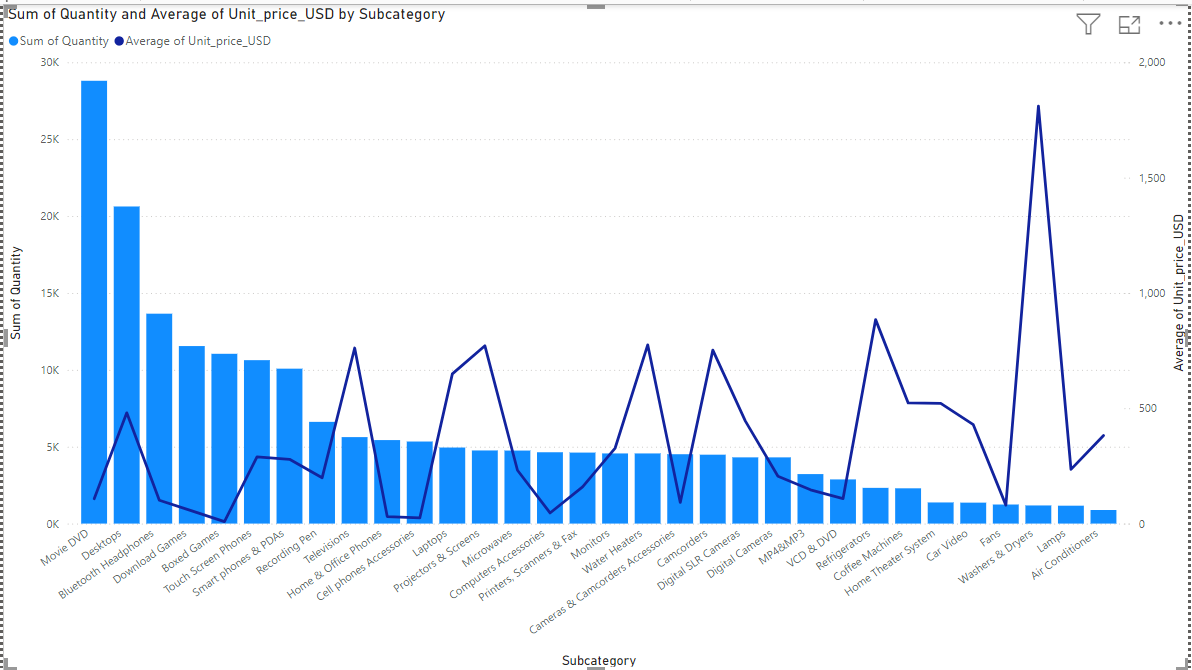 Sum of Quantity and Average of Unit_price_USD by Subcategory
Sum of Quantity
Average of Unit_price_USD
30K
25K
20K
15K
10K
5K
0K
Sum of Quantity
2,000
1,500
1,000
500
0
Average of Unit_price_USD
Movie DVD
Desktops
Bluetooth Headphones
Download Games
Boxed Games
Touch Screen Phones
Smart phones & PDAs
Recording Pen
Televisions
Home & Office Phones
Cell phones Accessories
Laptops
Projectors & Screens
Microwaves
Computers Accessories
Printers, Scanners & Fax
Monitors
Water Heaters
Cameras & Camcorders Accessories
Camcorders
Digital SLR Cameras
Digital Cameras
MP4&MP3
VCD & DVD
Refrigerators
Coffee Machines
Home Theater System
Car Video
Fans
Washers & Dryers
Lamps
Air Conditioners
Subcategory